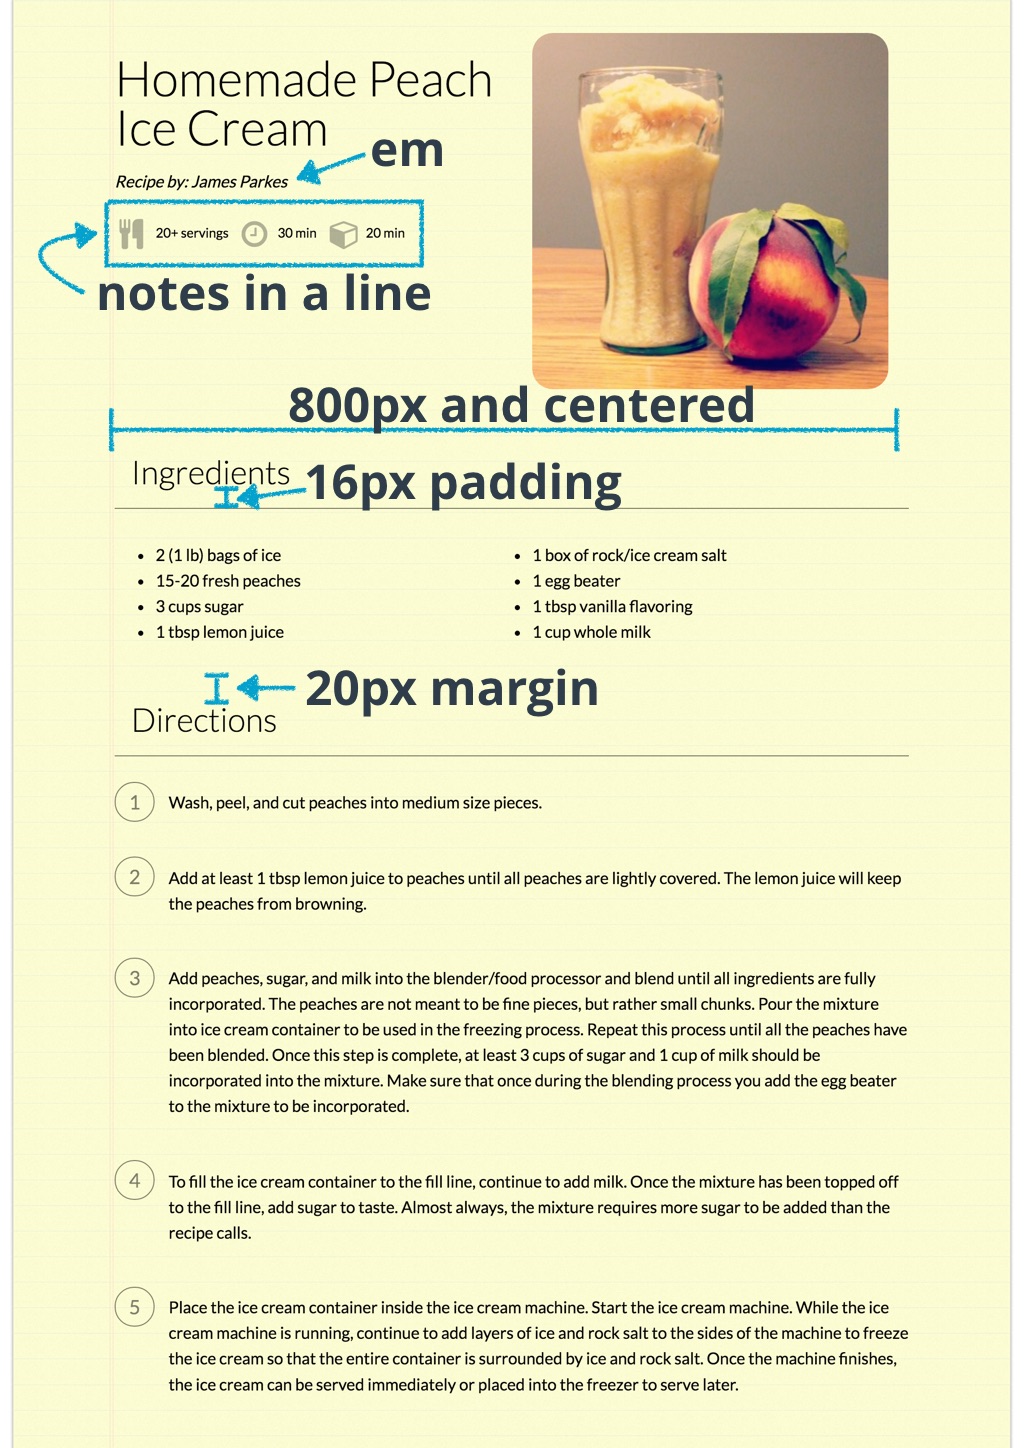 Homemade Peach
Ice Cream
em
Recipe by: James Parkes
20+ servings 30 min 20 min
notes in a line
800px and centered
Ingredients
16px padding
2 (1 lb) bags of ice
15-20 fresh peaches
3 cups sugar
1 tbsp lemon juice
1 box of rock/ice cream salt
1 egg beater
1 tbsp vanilla flavoring
1 cup whole milk
20px margin
Directions
1 Wash, peel, and cut peaches into medium size pieces.
2 Add at least 1 tbsp lemon juice to peaches until all peaches are lightly covered. The lemon juice will keep
the peaches from browning.
3 Add peaches, sugar, and milk into the blender/food processor and blend until all ingredients are fully
incorporated. The peaches are not meant to be fine pieces, but rather small chunks. Pour the mixture
into ice cream container to be used in the freezing process. Repeat this process until all the peaches have
been blended. Once this step is complete, at least 3 cups of sugar and 1 cup of milk should be
incorporated into the mixture. Make sure that once during the blending process you add the egg beater
to the mixture to be incorporated.
4 To fill the ice cream container to the fill line, continue to add milk. Once the mixture has been topped off
to the fill line, add sugar to taste. Almost always, the mixture requires more sugar to be added than the
recipe calls.
5 Place the ice cream container inside the ice cream machine. Start the ice cream machine. While the ice
cream machine is running, continue to add layers of ice and rock salt to the sides of the machine to freeze
the ice cream so that the entire container is surrounded by ice and rock salt. Once the machine finishes,
the ice cream can be served immediately or placed into the freezer to serve later.